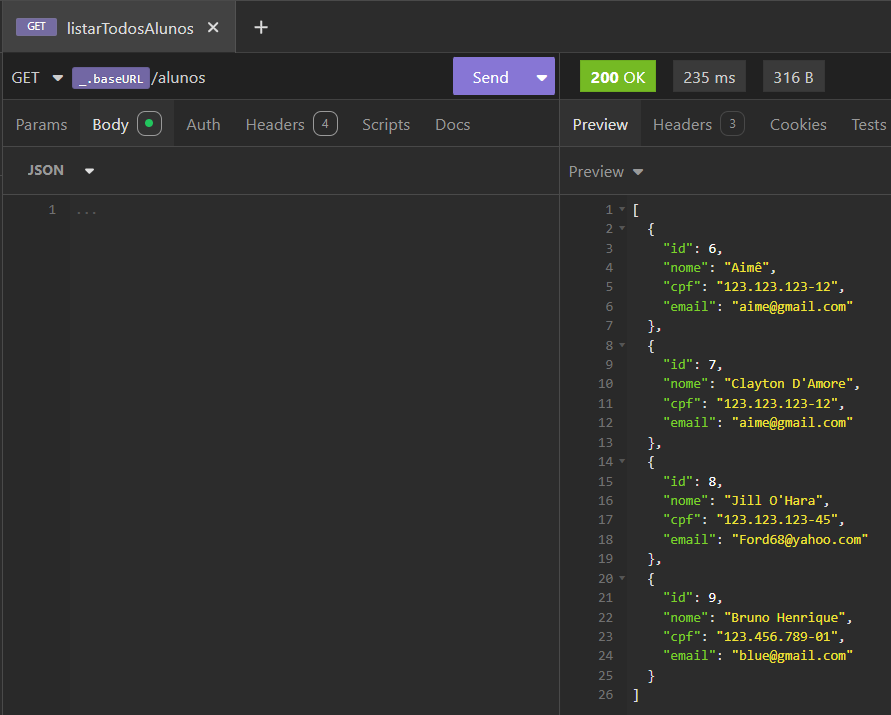 GET listarTodosAlunos × +
GET _.baseURL /alunos Send 200 OK 235 ms 316 B
Params Body Auth Headers 4 Scripts Docs Preview Headers 3 Cookies Tests
JSON Preview
1 ...
1 [
2 {
3 "id": 6,
4 "nome": "Aimê",
5 "cpf": "123.123.123-12",
6 "email": "aime@gmail.com"
7 },
8 {
9 "id": 7,
10 "nome": "Clayton D'Amore",
11 "cpf": "123.123.123-12",
12 "email": "aime@gmail.com"
13 },
14 {
15 "id": 8,
16 "nome": "Jill O'Hara",
17 "cpf": "123.123.123-45",
18 "email": "Ford68@yahoo.com"
19 },
20 {
21 "id": 9,
22 "nome": "Bruno Henrique",
23 "cpf": "123.456.789-01",
24 "email": "blue@gmail.com"
25 }
26 ]